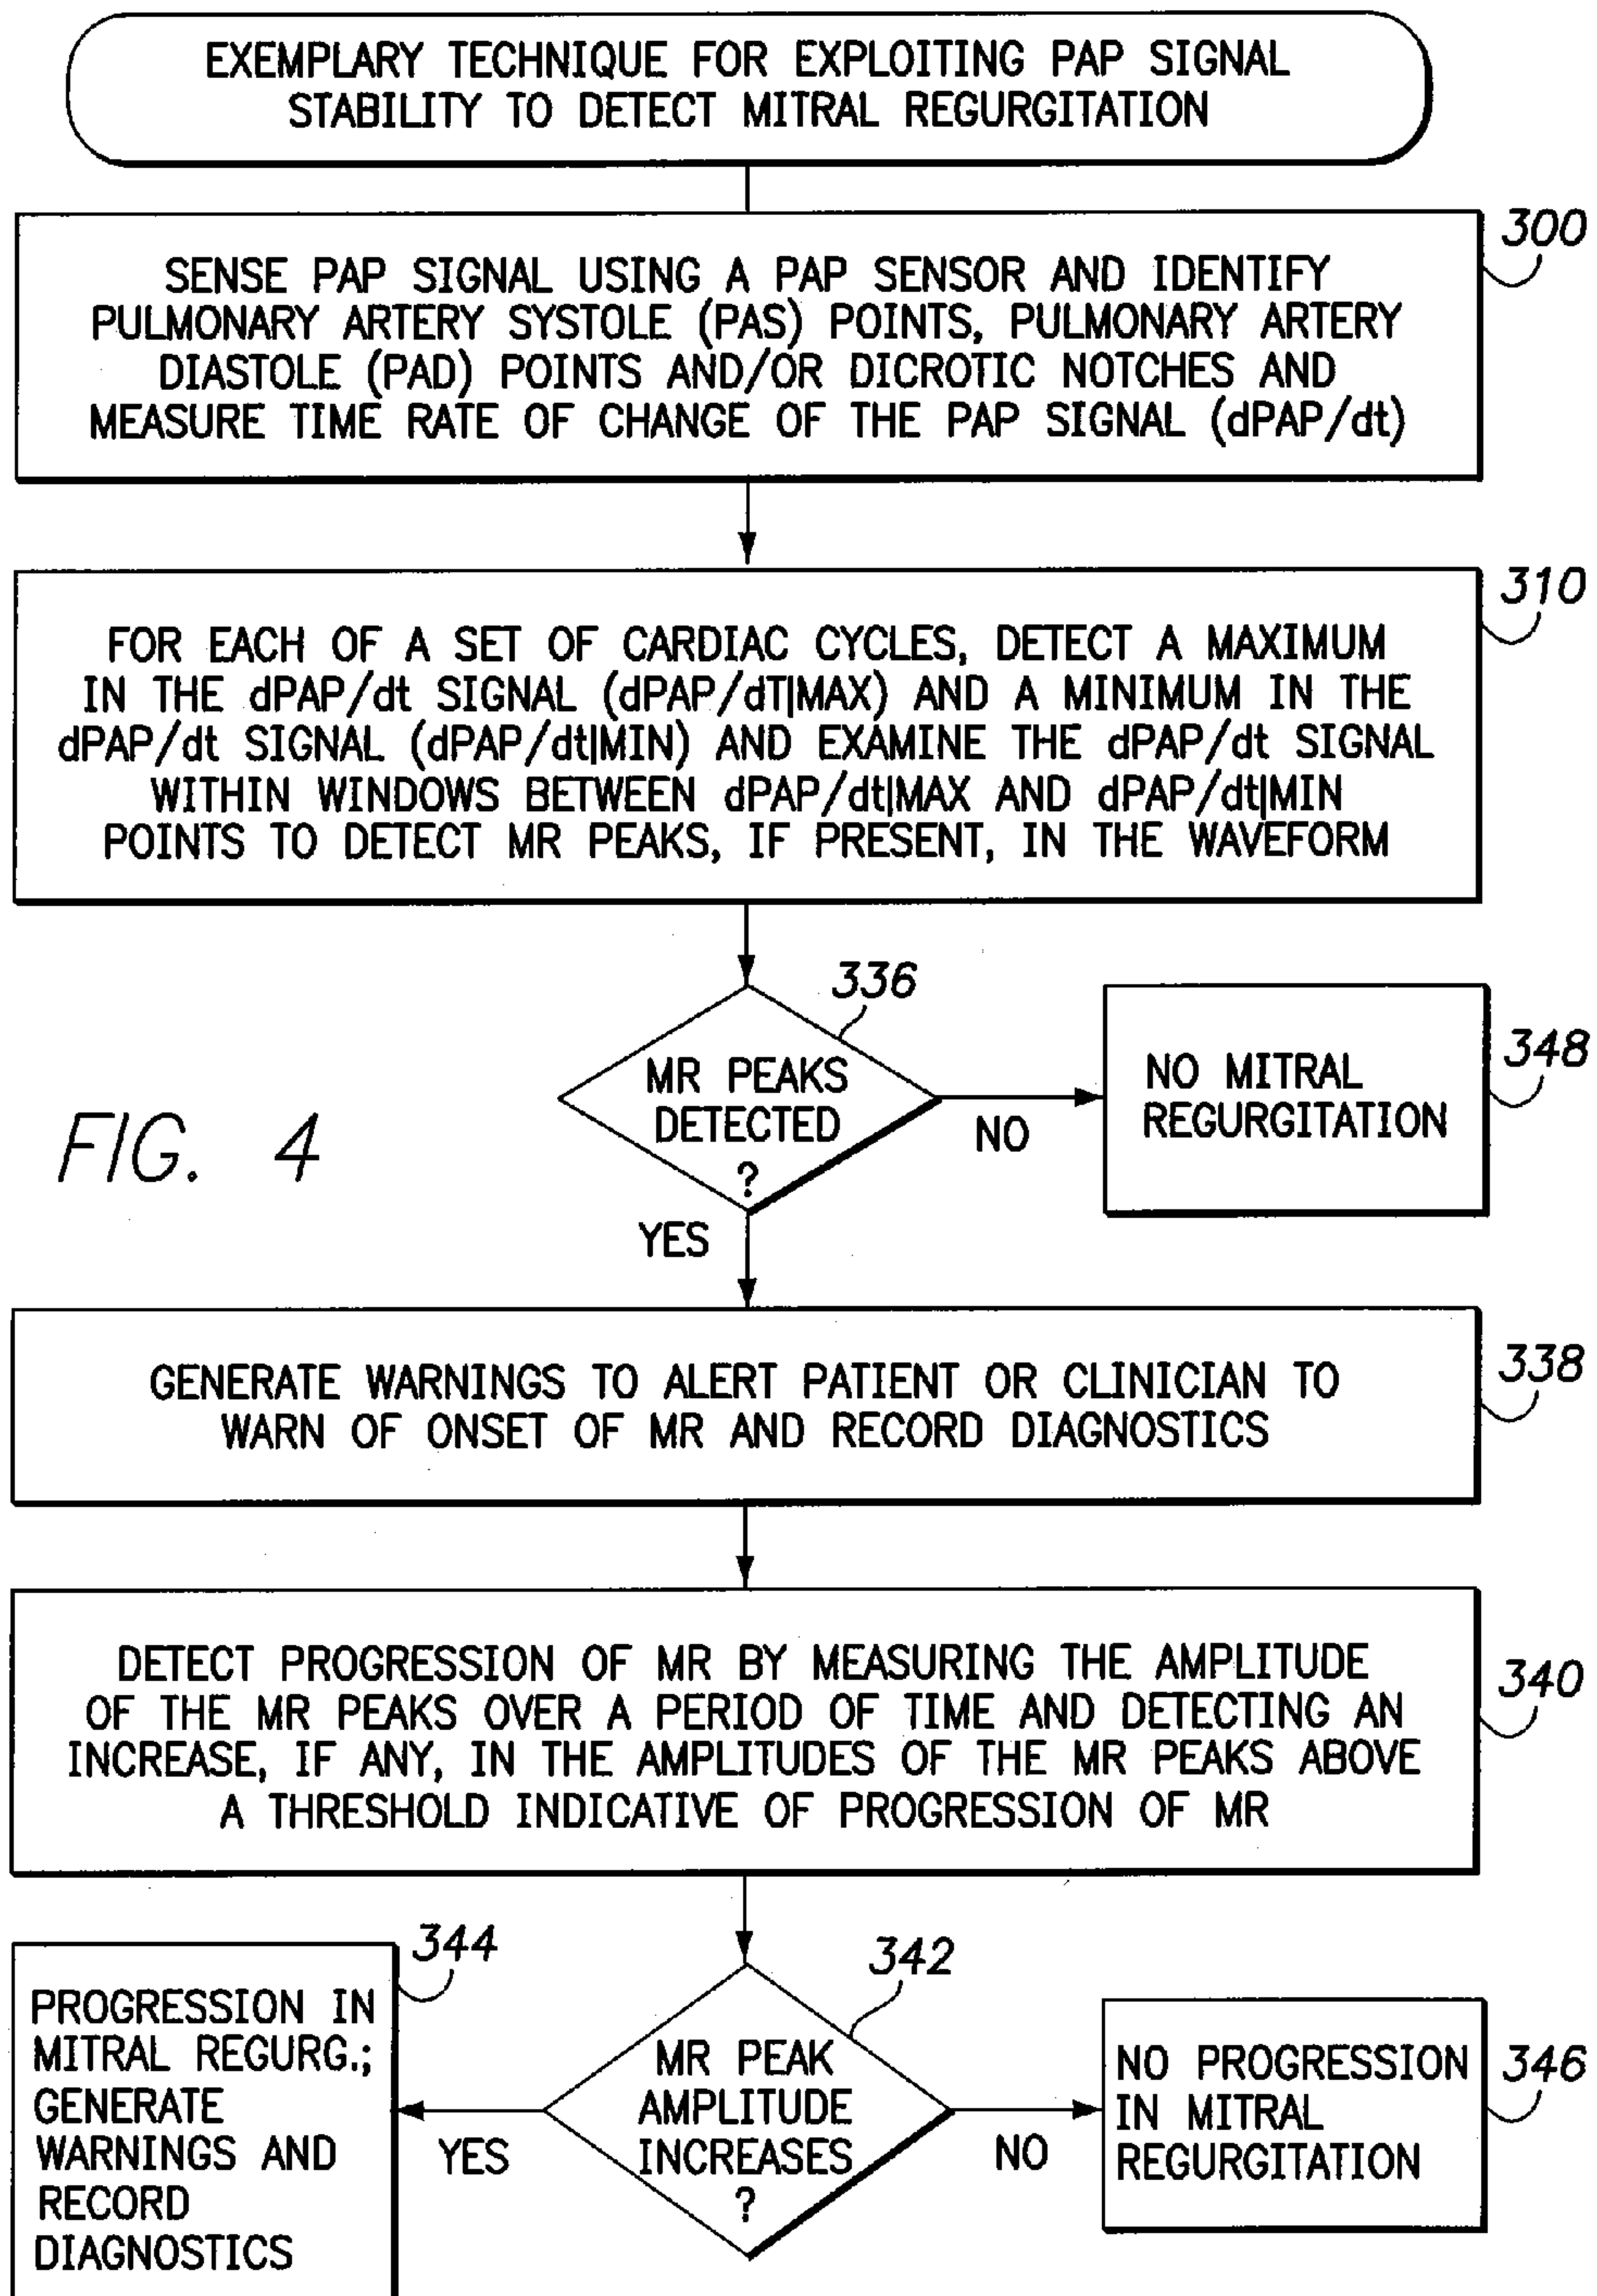 EXEMPLARY TECHNIQUE FOR EXPLOITING PAP SIGNAL
STABILITY TO DETECT MITRAL REGURGITATION
300
SENSE PAP SIGNAL USING A PAP SENSOR AND IDENTIFY
PULMONARY ARTERY SYSTOLE (PAS) POINTS, PULMONARY ARTERY
DIASTOLE (PAD) POINTS AND/OR DICROTIC NOTCHES AND
MEASURE TIME RATE OF CHANGE OF THE PAP SIGNAL (dPAP/dt)
310
FOR EACH OF A SET OF CARDIAC CYCLES, DETECT A MAXIMUM
IN THE dPAP/dt SIGNAL (dPAP/dT|MAX) AND A MINIMUM IN THE
dPAP/dt SIGNAL (dPAP/dt|MIN) AND EXAMINE THE dPAP/dt SIGNAL
WITHIN WINDOWS BETWEEN dPAP/dt|MAX AND dPAP/dt|MIN
POINTS TO DETECT MR PEAKS, IF PRESENT, IN THE WAVEFORM
336
MR PEAKS
DETECTED
?
NO
348
NO MITRAL
REGURGITATION
FIG. 4
YES
338
GENERATE WARNINGS TO ALERT PATIENT OR CLINICIAN TO
WARN OF ONSET OF MR AND RECORD DIAGNOSTICS
340
DETECT PROGRESSION OF MR BY MEASURING THE AMPLITUDE
OF THE MR PEAKS OVER A PERIOD OF TIME AND DETECTING AN
INCREASE, IF ANY, IN THE AMPLITUDES OF THE MR PEAKS ABOVE
A THRESHOLD INDICATIVE OF PROGRESSION OF MR
344
PROGRESSION IN
MITRAL REGURG.;
GENERATE
WARNINGS AND
RECORD
DIAGNOSTICS
YES
342
MR PEAK
AMPLITUDE
INCREASES
?
NO
346
NO PROGRESSION
IN MITRAL
REGURGITATION